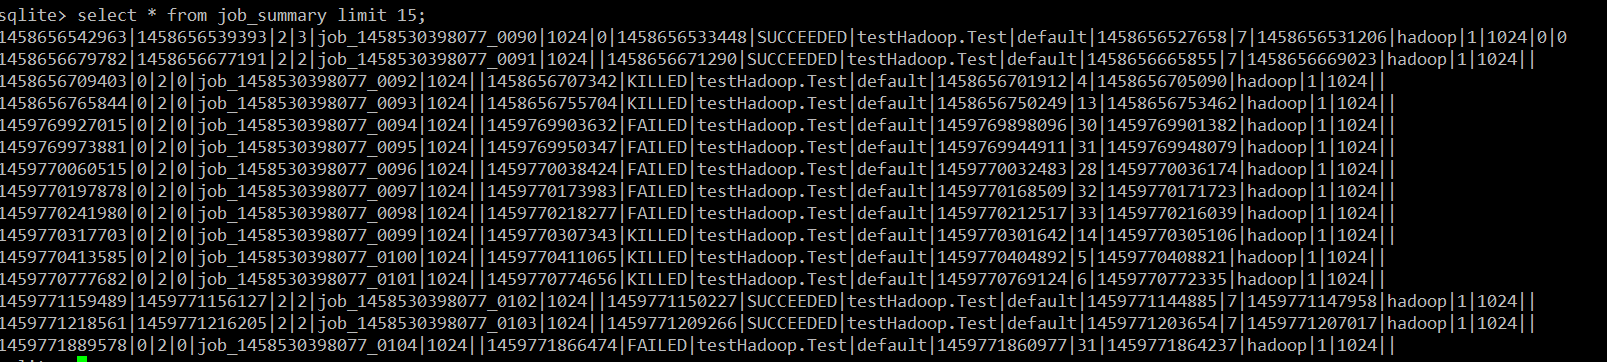 sqlite> select * from job_summary limit 15;
1458656542963|1458656539393|2|3|job_1458530398077_0090|1024|0|1458656533448|SUCCEEDED|testHadoop.Test|default|1458656527658|7|1458656531206|hadoop|1|1024|0|0
1458656679782|1458656677191|2|2|job_1458530398077_0091|1024||1458656671290|SUCCEEDED|testHadoop.Test|default|1458656665855|7|1458656669023|hadoop|1|1024||
1458656709403|0|2|0|job_1458530398077_0092|1024||1458656707342|KILLED|testHadoop.Test|default|1458656701912|4|1458656705090|hadoop|1|1024||
1458656765844|0|2|0|job_1458530398077_0093|1024||1458656755704|KILLED|testHadoop.Test|default|1458656750249|13|1458656753462|hadoop|1|1024||
1459769927015|0|2|0|job_1458530398077_0094|1024||1459769903632|FAILED|testHadoop.Test|default|1459769898096|30|1459769901382|hadoop|1|1024||
1459769973881|0|2|0|job_1458530398077_0095|1024||1459769950347|FAILED|testHadoop.Test|default|1459769944911|31|1459769948079|hadoop|1|1024||
1459770060515|0|2|0|job_1458530398077_0096|1024||1459770038424|FAILED|testHadoop.Test|default|1459770032483|28|1459770036174|hadoop|1|1024||
1459770197878|0|2|0|job_1458530398077_0097|1024||1459770173983|FAILED|testHadoop.Test|default|1459770168509|32|1459770171723|hadoop|1|1024||
1459770241980|0|2|0|job_1458530398077_0098|1024||1459770218277|FAILED|testHadoop.Test|default|1459770212517|33|1459770216039|hadoop|1|1024||
1459770317703|0|2|0|job_1458530398077_0099|1024||1459770307343|KILLED|testHadoop.Test|default|1459770301642|14|1459770305106|hadoop|1|1024||
1459770413585|0|2|0|job_1458530398077_0100|1024||1459770411065|KILLED|testHadoop.Test|default|1459770404892|5|1459770408821|hadoop|1|1024||
1459770777682|0|2|0|job_1458530398077_0101|1024||1459770774656|KILLED|testHadoop.Test|default|1459770769124|6|1459770772335|hadoop|1|1024||
1459771159489|1459771156127|2|2|job_1458530398077_0102|1024||1459771150227|SUCCEEDED|testHadoop.Test|default|1459771144885|7|1459771147958|hadoop|1|1024||
1459771218561|1459771216205|2|2|job_1458530398077_0103|1024||1459771209266|SUCCEEDED|testHadoop.Test|default|1459771203654|7|1459771207017|hadoop|1|1024||
1459771889578|0|2|0|job_1458530398077_0104|1024||1459771866474|FAILED|testHadoop.Test|default|1459771860977|31|1459771864237|hadoop|1|1024||